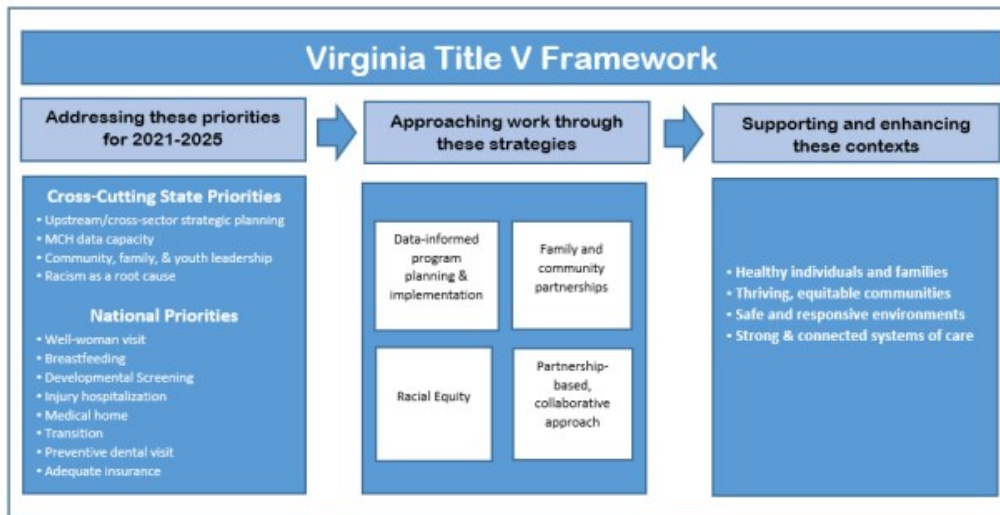 Virginia Title V Framework
Addressing these priorities
for 2021-2025
Cross-Cutting State Priorities
• Upstream/cross-sector strategic planning
• MCH data capacity
• Community, family, & youth leadership
• Racism as a root cause
National Priorities
• Well-woman visit
• Breastfeeding
• Developmental Screening
• Injury hospitalization
• Medical home
• Transition
• Preventive dental visit
• Adequate insurance
Approaching work through
these strategies
Data-informed
program
planning &
implementation
Family and
community
partnerships
Racial Equity
Partnership-
based,
collaborative
approach
Supporting and enhancing
these contexts
• Healthy individuals and families
• Thriving, equitable communities
• Safe and responsive environments
• Strong & connected systems of care